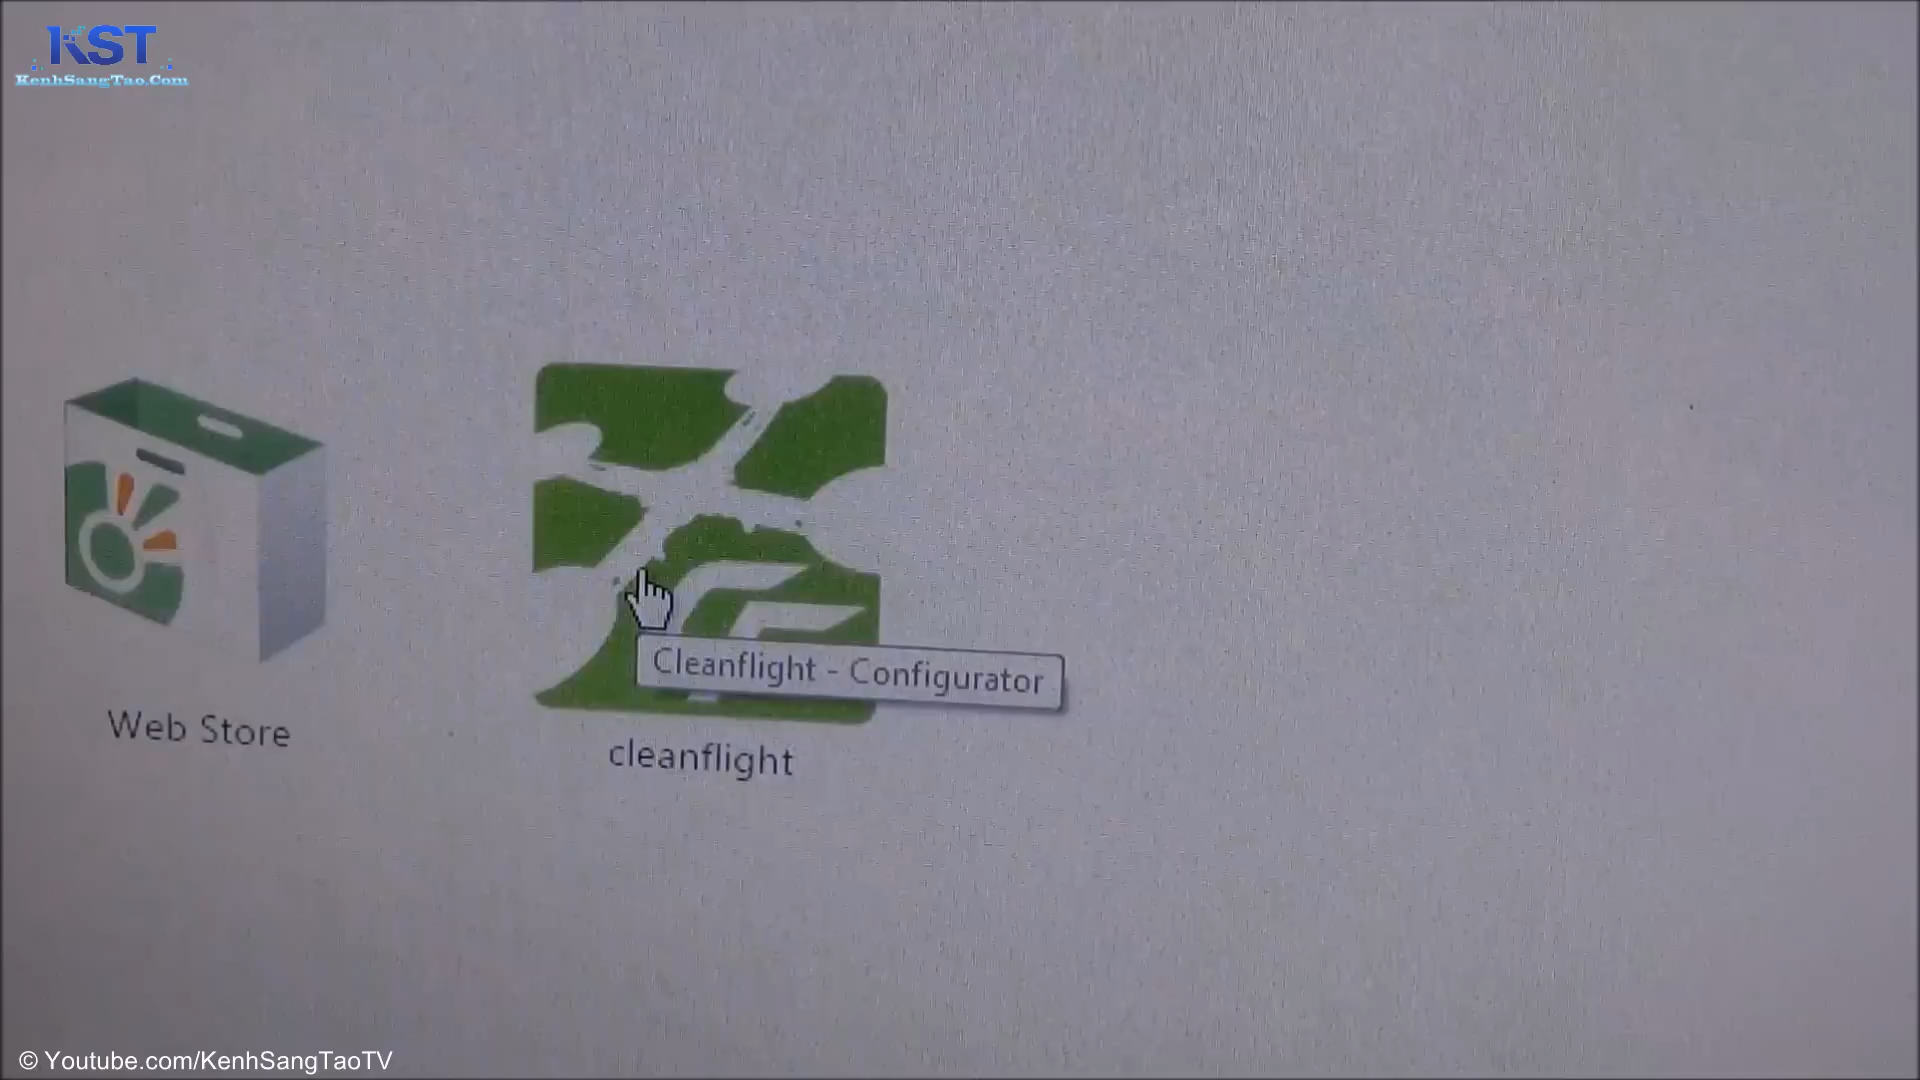 KST
KenhSangTao.Com
Cleanflight - Configurator
Web Store
cleanflight
© Youtube.com/KenhSangTaoTV